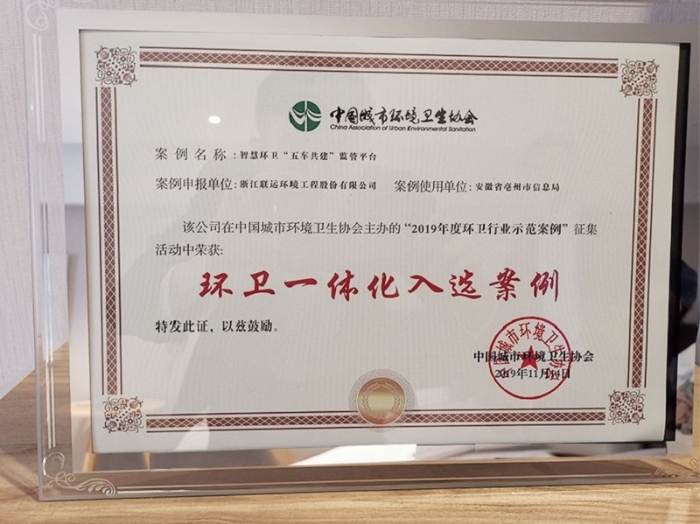 中国城市环境卫生协会
China Association of Urban Environmental Sanitation
案例名称:智慧环卫“五车共建”监管平台
案例申报单位:浙江联运环境工程股份有限公司 案例使用单位:安徽省亳州市信息局
该公司在中国城市环境卫生协会主办的“2019年度环卫行业示范案例”征集
活动中荣获:
环卫一体化入选案例
特发此证,以兹鼓励。
中国城市环境卫生协会
2019年11月14日